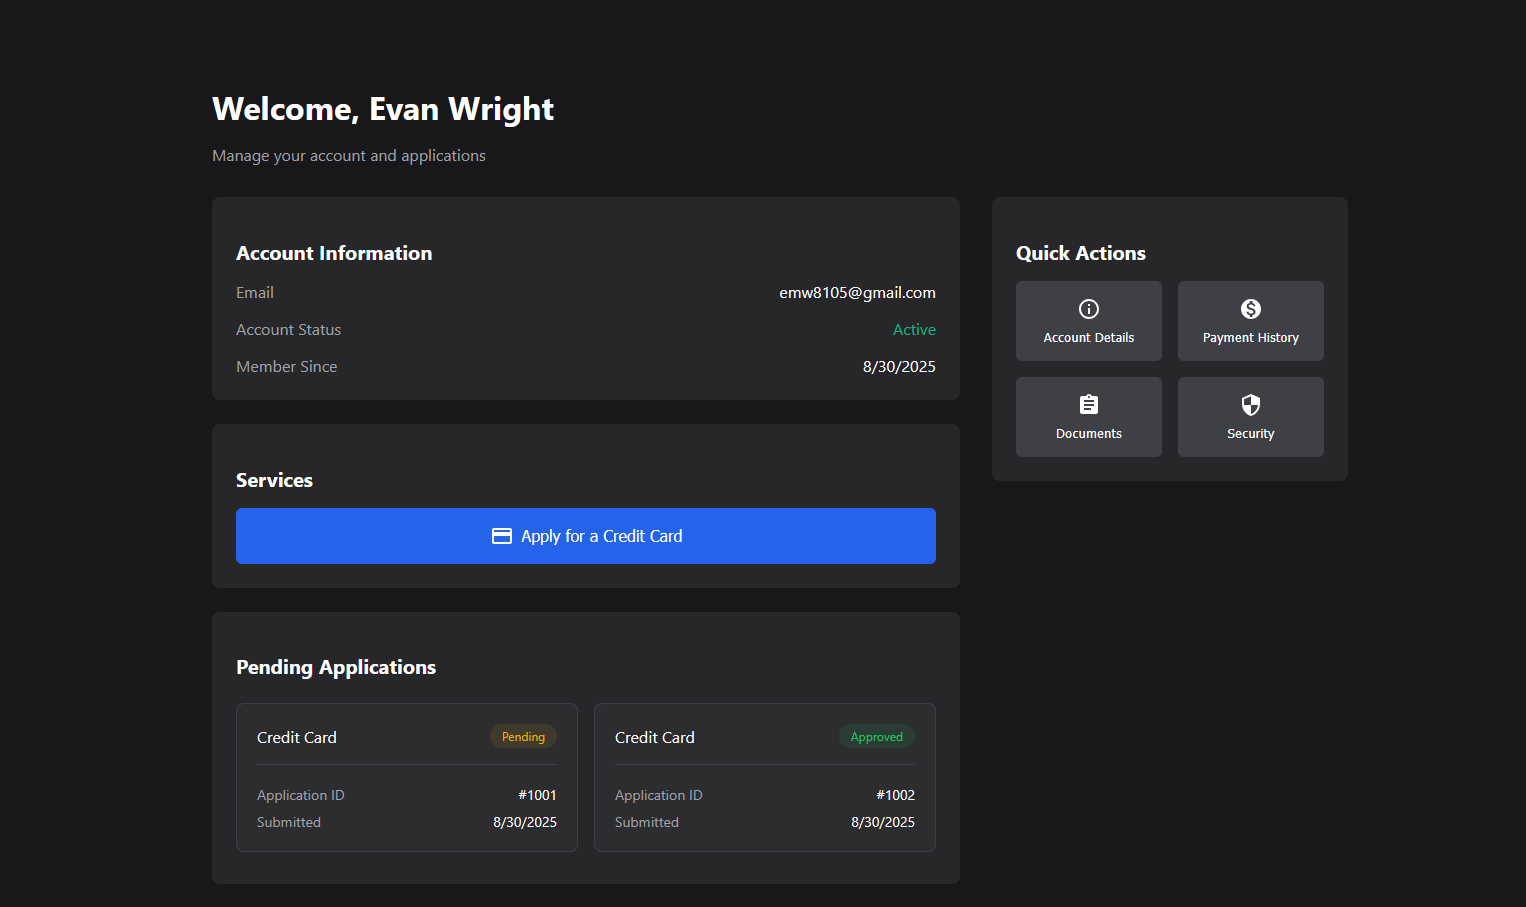 Welcome, Evan Wright
Manage your account and applications
Account Information
Email emw8105@gmail.com
Account Status Active
Member Since 8/30/2025
Services
Apply for a Credit Card
Pending Applications
Credit Card Pending
Application ID #1001
Submitted 8/30/2025
Credit Card Approved
Application ID #1002
Submitted 8/30/2025
Quick Actions
Account Details
Payment History
Documents
Security